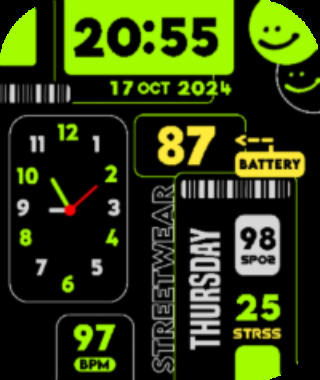 20:55
17 OCT 2024
12
11 1
10 2
9 3
8 4
7 5
6
87
BATTERY
STREETWEAR
THURSDAY
98
SPO2
25
STRSS
97
BPM